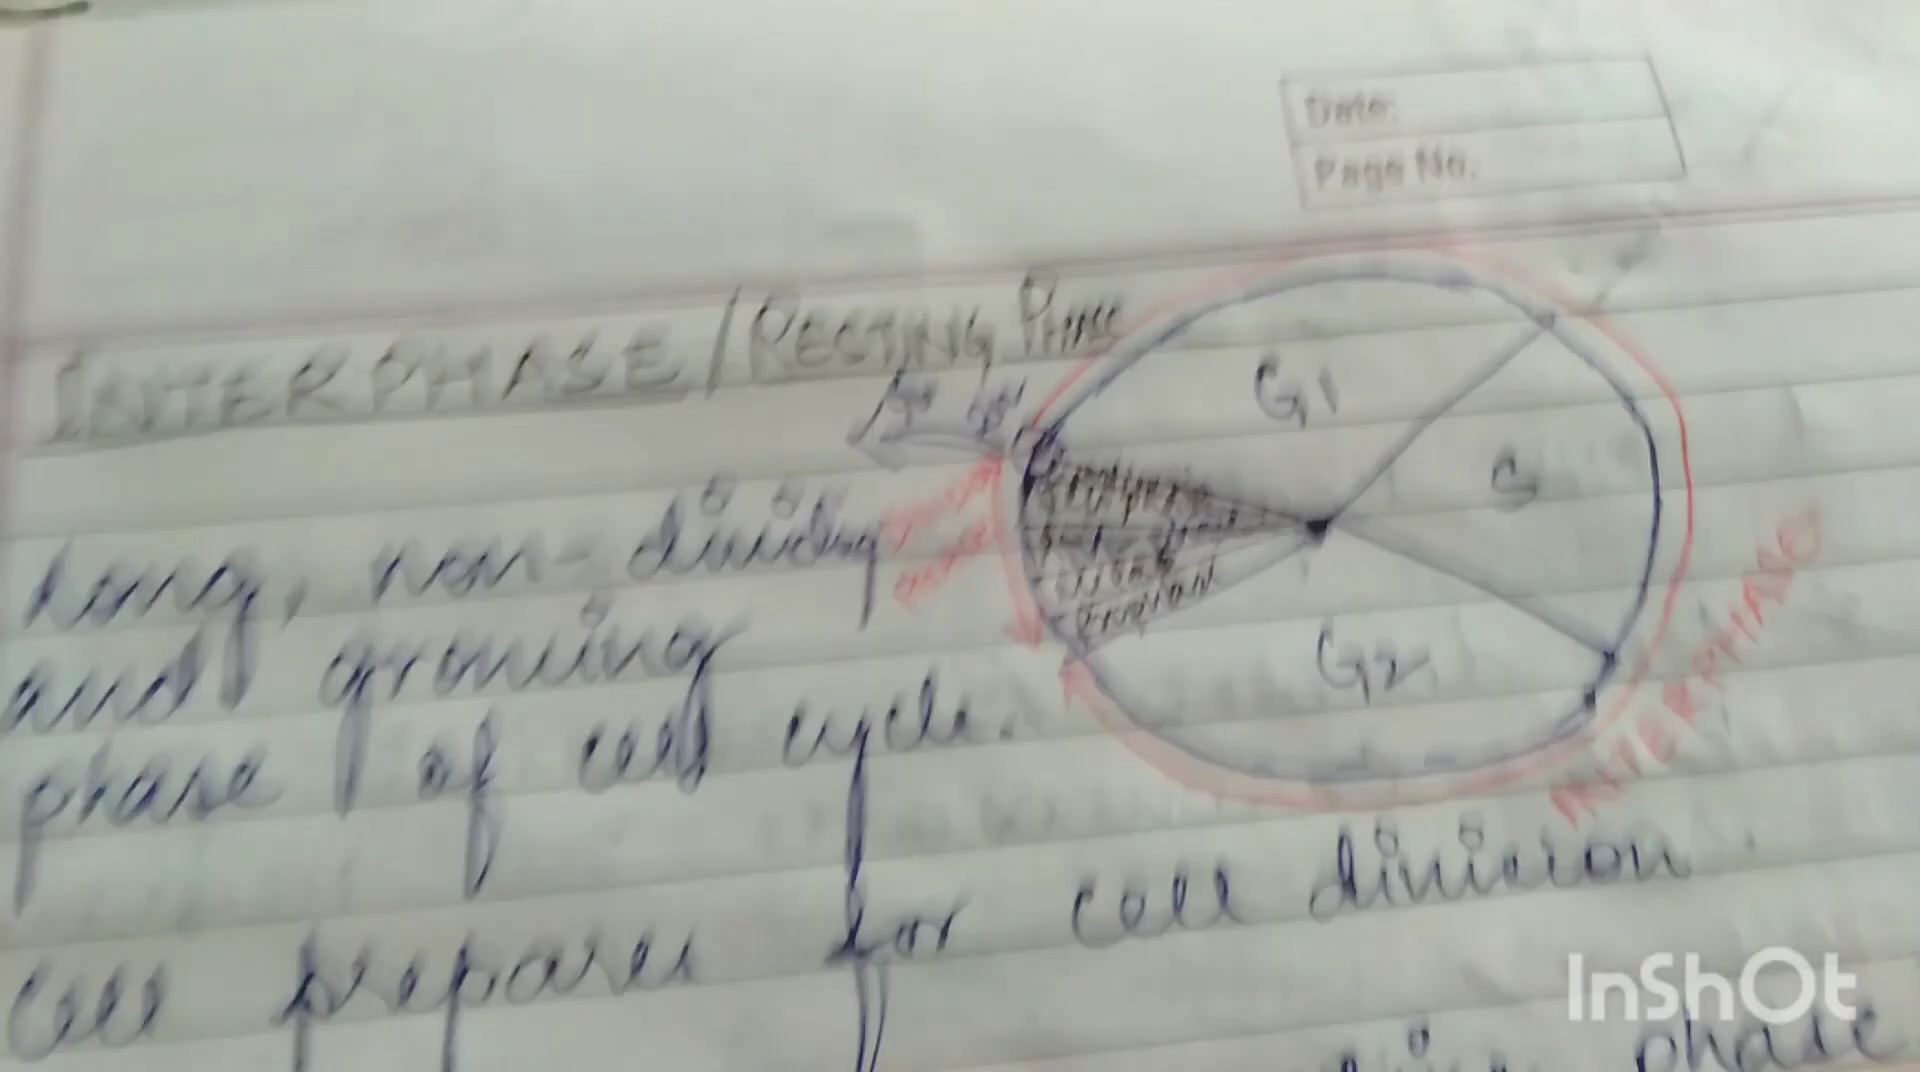 Date:
Page No.
INTERPHASE/RESTING PHASE
G1
S
G2
INTERPHASE
Long, non-dividing
and growing
phase of cell cycle.
Cell prepares for cell division.
phase
InShOt